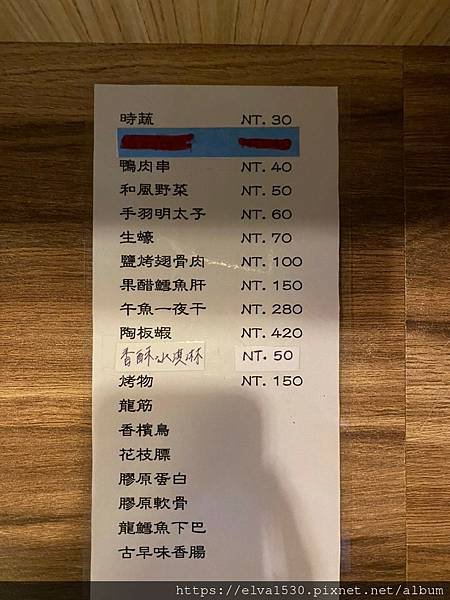 時蔬 NT. 30
鴨肉串 NT. 40
和風野菜 NT. 50
手羽明太子 NT. 60
生蠔 NT. 70
鹽烤翅骨肉 NT. 100
果醋鱈魚肝 NT. 150
午魚一夜干 NT. 280
陶板蝦 NT. 420
香酥冰淇淋 NT. 50
烤物 NT. 150
龍筋
香檳鳥
花枝膘
膠原蛋白
膠原軟骨
龍鱈魚下巴
古早味香腸
https://elva1530.pixnet.net/album